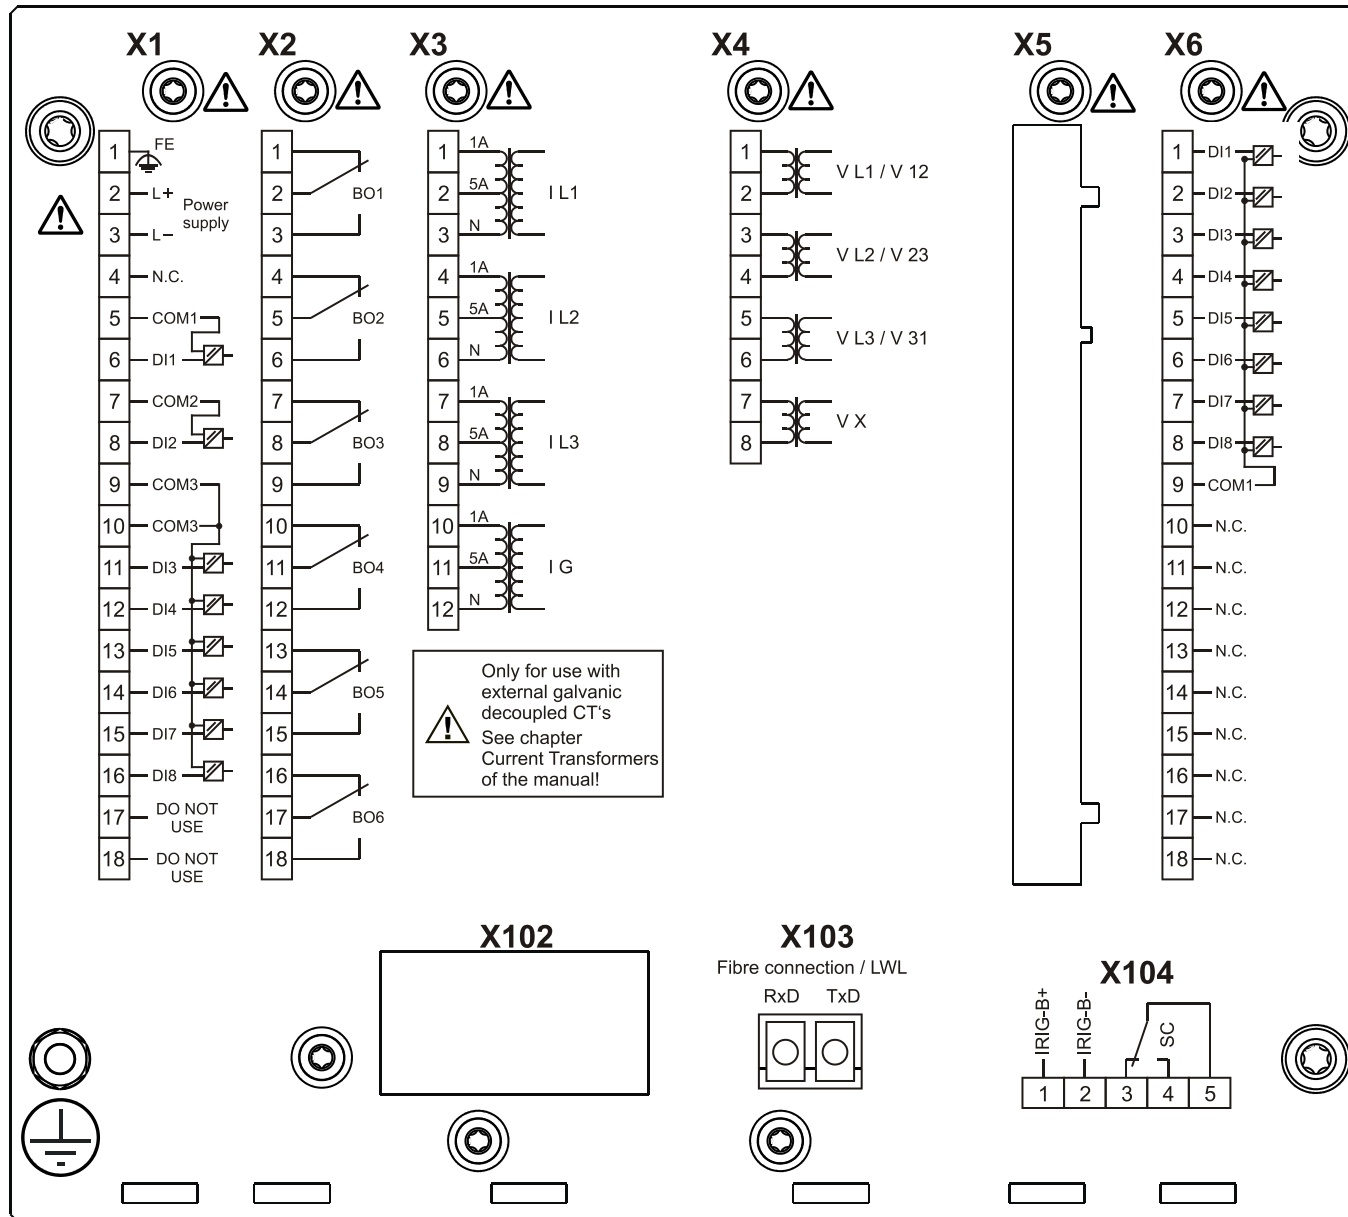 X1
1 FE
2 L+
Power
supply
3 L–
4 N.C.
5 COM1
6 DI1
7 COM2
8 DI2
9 COM3
10 COM3
11 DI3
12 DI4
13 DI5
14 DI6
15 DI7
16 DI8
17 DO NOT
USE
18 DO NOT
USE
X2
1
2 BO1
3
4
5 BO2
6
7
8 BO3
9
10
11 BO4
12
13
14 BO5
15
16
17 BO6
18
X3
1 1A
2 5A I L1
3 N
4 1A
5 5A I L2
6 N
7 1A
8 5A I L3
9 N
10 1A
11 5A I G
12 N
Only for use with
external galvanic
decoupled CT‘s
See chapter
Current Transformers
of the manual!
X4
1
V L1 / V 12
2
3
V L2 / V 23
4
5
V L3 / V 31
6
7
V X
8
X5
X6
1 DI1
2 DI2
3 DI3
4 DI4
5 DI5
6 DI6
7 DI7
8 DI8
9 COM1
10 N.C.
11 N.C.
12 N.C.
13 N.C.
14 N.C.
15 N.C.
16 N.C.
17 N.C.
18 N.C.
X102
X103
Fibre connection / LWL
RxD TxD
X104
IRIG-B+
IRIG-B-
SC
1 2 3 4 5